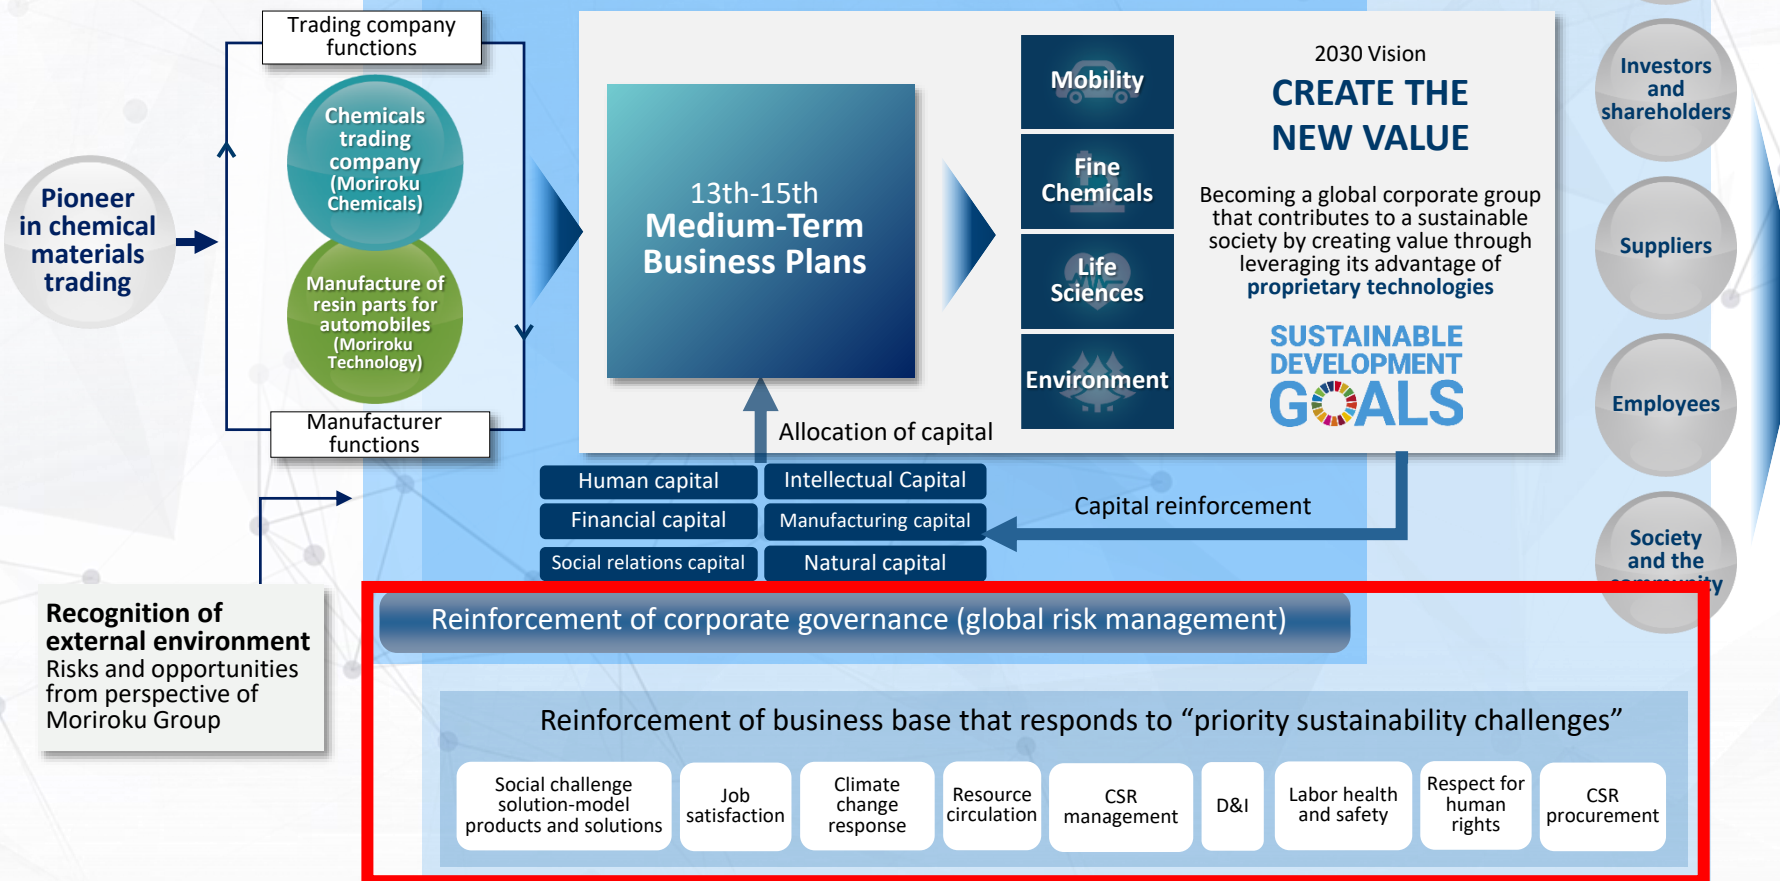 Trading company
functions
Chemicals
trading
company
(Moriroku
Chemicals)
Pioneer
in chemical
materials
trading
Manufacture of
resin parts for
automobiles
(Moriroku
Technology)
Manufacturer
functions
13th-15th
Medium-Term
Business Plans
Mobility
Fine
Chemicals
Life
Sciences
Environment
2030 Vision
CREATE THE
NEW VALUE
Becoming a global corporate group
that contributes to a sustainable
society by creating value through
leveraging its advantage of
proprietary technologies
SUSTAINABLE
DEVELOPMENT
GOALS
Investors
and
shareholders
Suppliers
Employees
Society
and the
community
Allocation of capital
Human capital
Intellectual Capital
Financial capital
Manufacturing capital
Social relations capital
Natural capital
Capital reinforcement
Recognition of
external environment
Risks and opportunities
from perspective of
Moriroku Group
Reinforcement of corporate governance (global risk management)
Reinforcement of business base that responds to “priority sustainability challenges”
Social challenge
solution-model
products and solutions
Job
satisfaction
Climate
change
response
Resource
circulation
CSR
management
D&I
Labor health
and safety
Respect for
human
rights
CSR
procurement